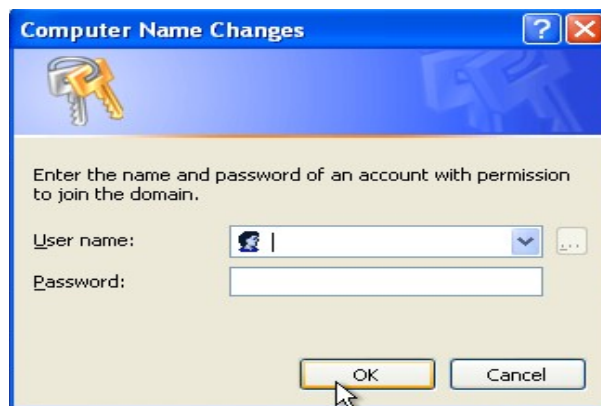 Computer Name Changes
?
Enter the name and password of an account with permission
to join the domain.
User name:
...
Password:
OK
Cancel